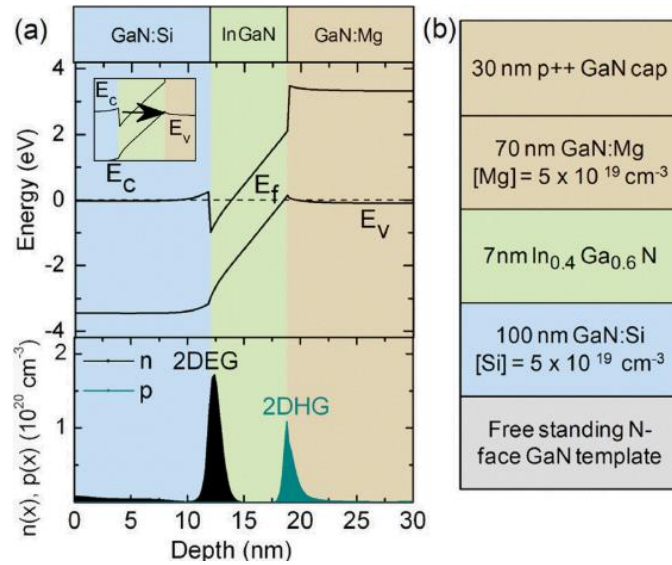 (a)
GaN:Si
InGaN
GaN:Mg
4
2
0
-2
-4
Energy (eV)
E_c
E_v
E_c
E_f
E_v
2
1
n(x), p(x) (10^20 cm^-3)
n
p
2DEG
2DHG
0
5
10
15
20
25
30
Depth (nm)
(b)
30 nm p++ GaN cap
70 nm GaN:Mg
[Mg] = 5 x 10^19 cm^-3
7nm In_0.4 Ga_0.6 N
100 nm GaN:Si
[Si] = 5 x 10^19 cm^-3
Free standing N-
face GaN template